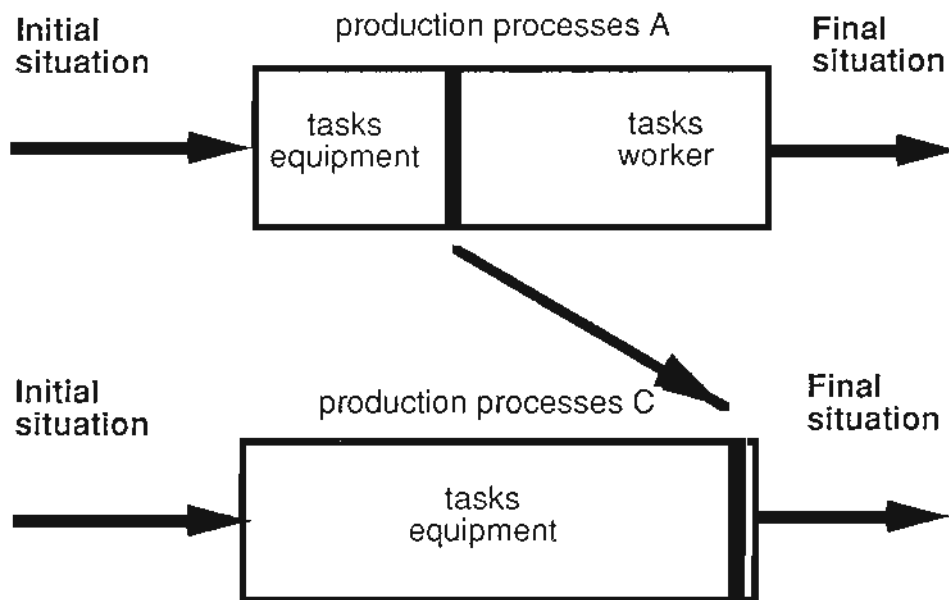 production processes A
Initial
situation
Final
situation
tasks
equipment
tasks
worker
Initial
situation
production processes C
Final
situation
tasks
equipment